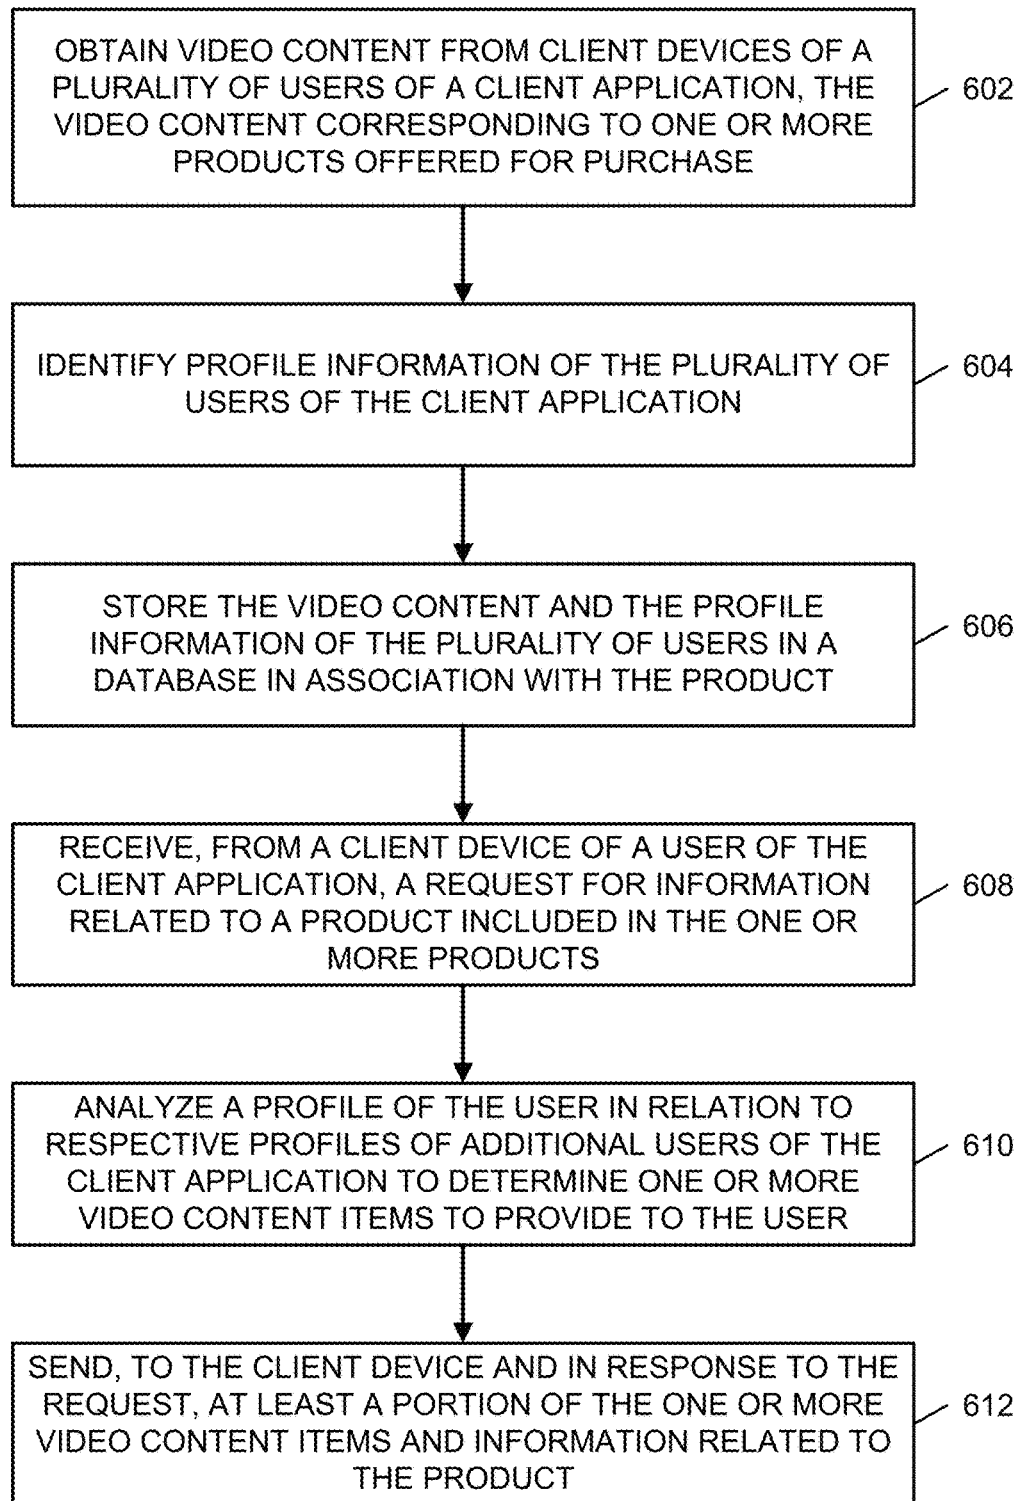 OBTAIN VIDEO CONTENT FROM CLIENT DEVICES OF A
PLURALITY OF USERS OF A CLIENT APPLICATION, THE
VIDEO CONTENT CORRESPONDING TO ONE OR MORE
PRODUCTS OFFERED FOR PURCHASE
602
IDENTIFY PROFILE INFORMATION OF THE PLURALITY OF
USERS OF THE CLIENT APPLICATION
604
STORE THE VIDEO CONTENT AND THE PROFILE
INFORMATION OF THE PLURALITY OF USERS IN A
DATABASE IN ASSOCIATION WITH THE PRODUCT
606
RECEIVE, FROM A CLIENT DEVICE OF A USER OF THE
CLIENT APPLICATION, A REQUEST FOR INFORMATION
RELATED TO A PRODUCT INCLUDED IN THE ONE OR
MORE PRODUCTS
608
ANALYZE A PROFILE OF THE USER IN RELATION TO
RESPECTIVE PROFILES OF ADDITIONAL USERS OF THE
CLIENT APPLICATION TO DETERMINE ONE OR MORE
VIDEO CONTENT ITEMS TO PROVIDE TO THE USER
610
SEND, TO THE CLIENT DEVICE AND IN RESPONSE TO THE
REQUEST, AT LEAST A PORTION OF THE ONE OR MORE
VIDEO CONTENT ITEMS AND INFORMATION RELATED TO
THE PRODUCT
612